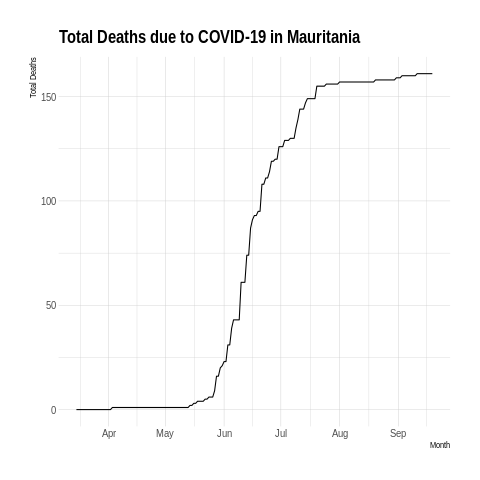 Total Deaths due to COVID-19 in Mauritania
Total Deaths
150
100
50
0
Apr May Jun Jul Aug Sep
Month